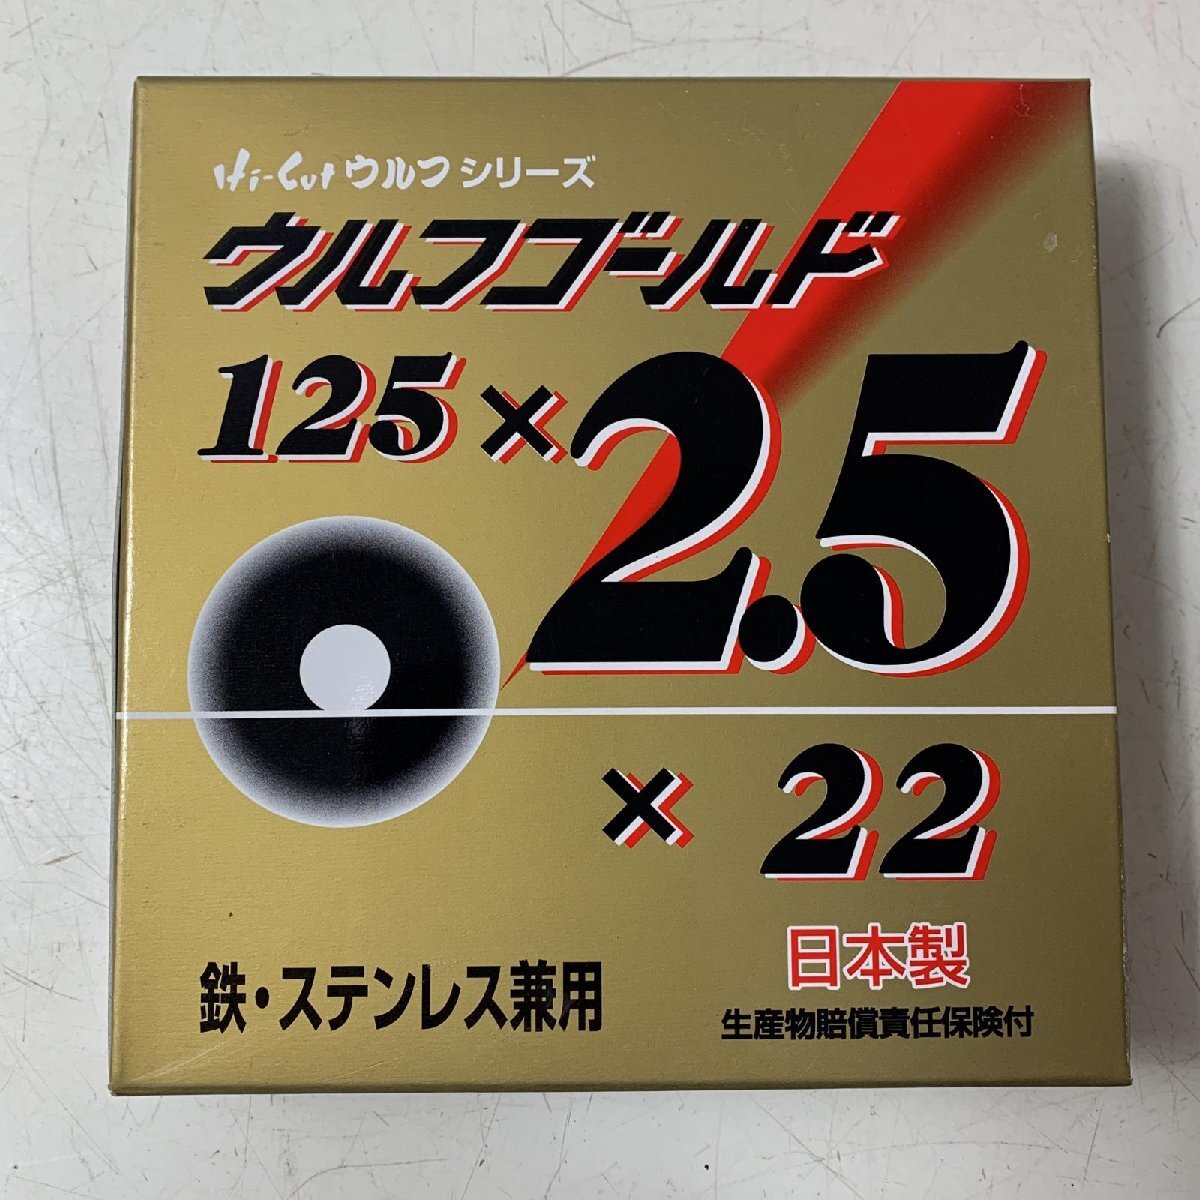 Hi-Cut ウルフ シリーズ
ウルフゴールド
125×2.5
×22
日本製
鉄・ステンレス兼用
生産物賠償責任保険付